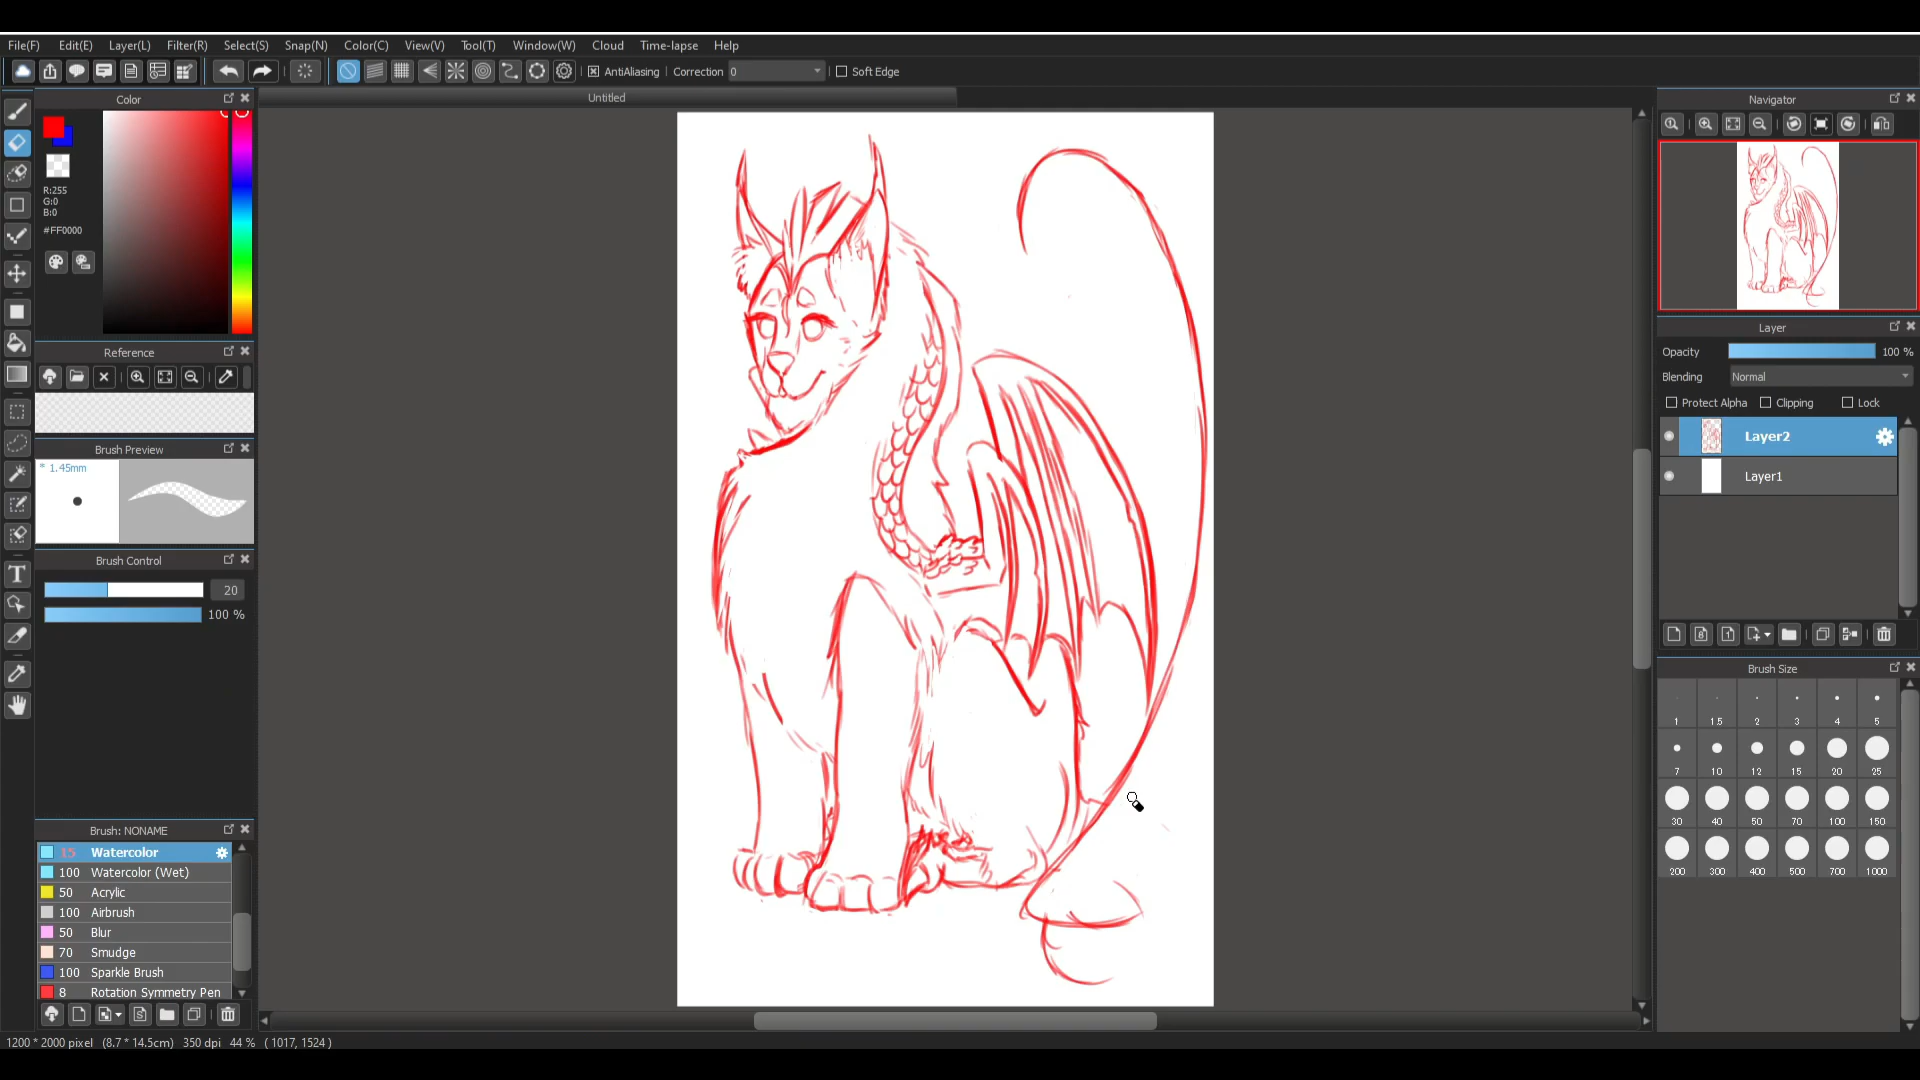 File(F) Edit(E) Layer(L) Filter(R) Select(S) Snap(N) Color(C) View(V) Tool(T) Window(W) Cloud Time-lapse Help
AntiAliasing Correction 0 Soft Edge
Untitled
Color
R:255
G:0
B:0
#FF0000
Reference
Brush Preview
* 1.45mm
Brush Control
20
100 %
Brush: NONAME
15 Watercolor
100 Watercolor (Wet)
50 Acrylic
100 Airbrush
50 Blur
70 Smudge
100 Sparkle Brush
8 Rotation Symmetry Pen
1200 * 2000 pixel (8.7 * 14.5cm) 350 dpi 44 % ( 1017, 1524 )
Navigator
Layer
Opacity 100 %
Blending Normal
Protect Alpha Clipping Lock
Layer2
Layer1
Brush Size
1 1.5 2 3 4 5
7 10 12 15 20 25
30 40 50 70 100 150
200 300 400 500 700 1000